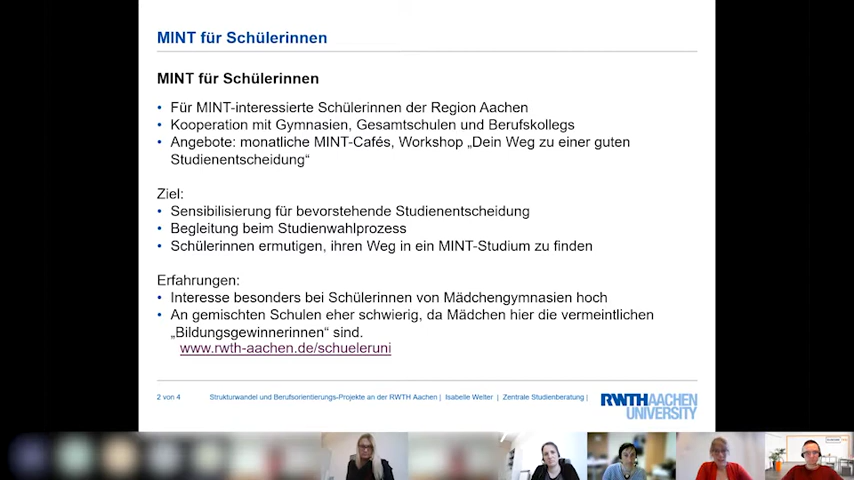 MINT für Schülerinnen
MINT für Schülerinnen
• Für MINT-interessierte Schülerinnen der Region Aachen
• Kooperation mit Gymnasien, Gesamtschulen und Berufskollegs
• Angebote: monatliche MINT-Cafés, Workshop „Dein Weg zu einer guten
Studienentscheidung“
Ziel:
• Sensibilisierung für bevorstehende Studienentscheidung
• Begleitung beim Studienwahlprozess
• Schülerinnen ermutigen, ihren Weg in ein MINT-Studium zu finden
Erfahrungen:
• Interesse besonders bei Schülerinnen von Mädchengymnasien hoch
• An gemischten Schulen eher schwierig, da Mädchen hier die vermeintlichen
„Bildungsgewinnerinnen“ sind.
www.rwth-aachen.de/schueleruni
2 von 4 Strukturwandel und Berufsorientierungs-Projekte an der RWTH Aachen | Isabelle Welter | Zentrale Studienberatung |
RWTH AACHEN
UNIVERSITY